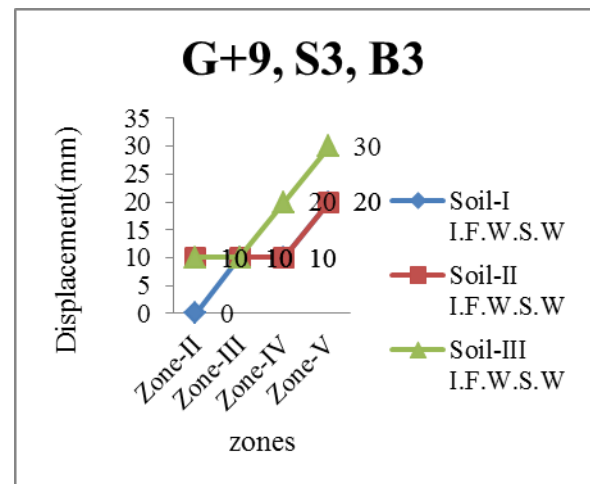 G+9, S3, B3
Displacement(mm)
35
30
25
20
15
10
5
0
30
20 20
10 10 10
0
Zone-II
Zone-III
Zone-IV
Zone-V
zones
Soil-I
I.F.W.S.W
Soil-II
I.F.W.S.W
Soil-III
I.F.W.S.W